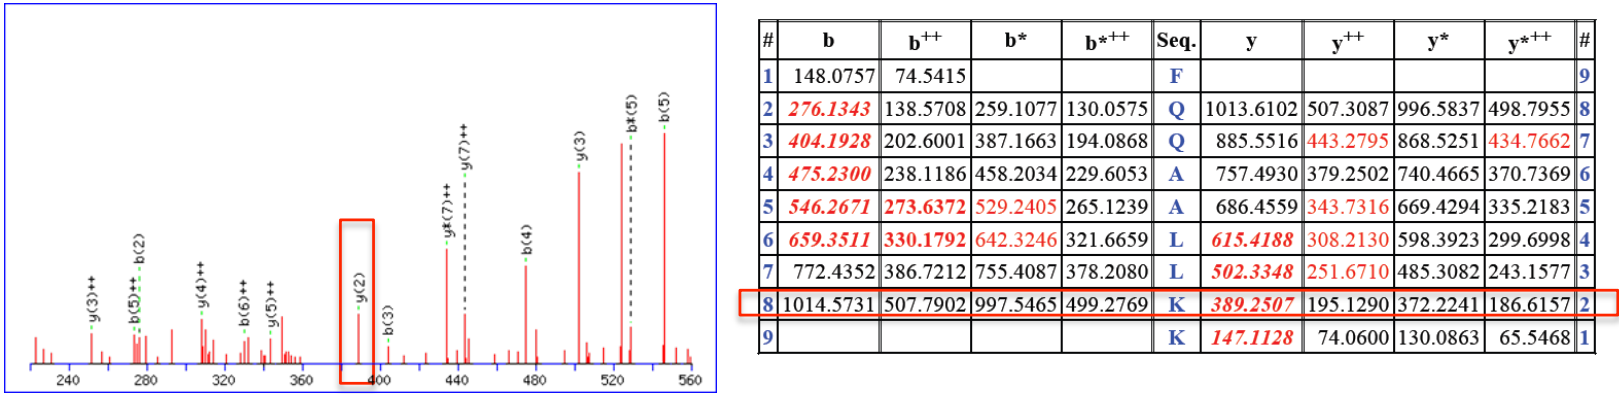 y(3)++
b(5)++
b(2)
y(4)++
b(6)++
y(5)++
y(2)
b(3)
y*(7)++
y(7)++
b(4)
y(3)
b*(5)
b(5)
240 280 320 360 400 440 480 520 560
# b b++ b* b*++ Seq. y y++ y* y*++ #
1 148.0757 74.5415 F 9
2 276.1343 138.5708 259.1077 130.0575 Q 1013.6102 507.3087 996.5837 498.7955 8
3 404.1928 202.6001 387.1663 194.0868 Q 885.5516 443.2795 868.5251 434.7662 7
4 475.2300 238.1186 458.2034 229.6053 A 757.4930 379.2502 740.4665 370.7369 6
5 546.2671 273.6372 529.2405 265.1239 A 686.4559 343.7316 669.4294 335.2183 5
6 659.3511 330.1792 642.3246 321.6659 L 615.4188 308.2130 598.3923 299.6998 4
7 772.4352 386.7212 755.4087 378.2080 L 502.3348 251.6710 485.3082 243.1577 3
8 1014.5731 507.7902 997.5465 499.2769 K 389.2507 195.1290 372.2241 186.6157 2
9 K 147.1128 74.0600 130.0863 65.5468 1